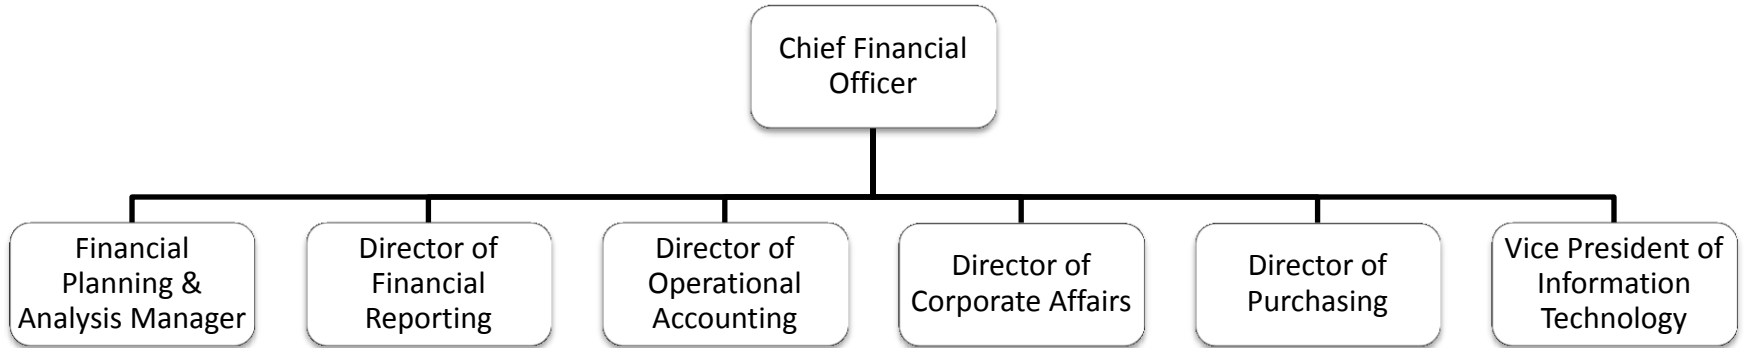 Chief Financial
Officer
Financial
Planning &
Analysis Manager
Director of
Financial
Reporting
Director of
Operational
Accounting
Director of
Corporate Affairs
Director of
Purchasing
Vice President of
Information
Technology